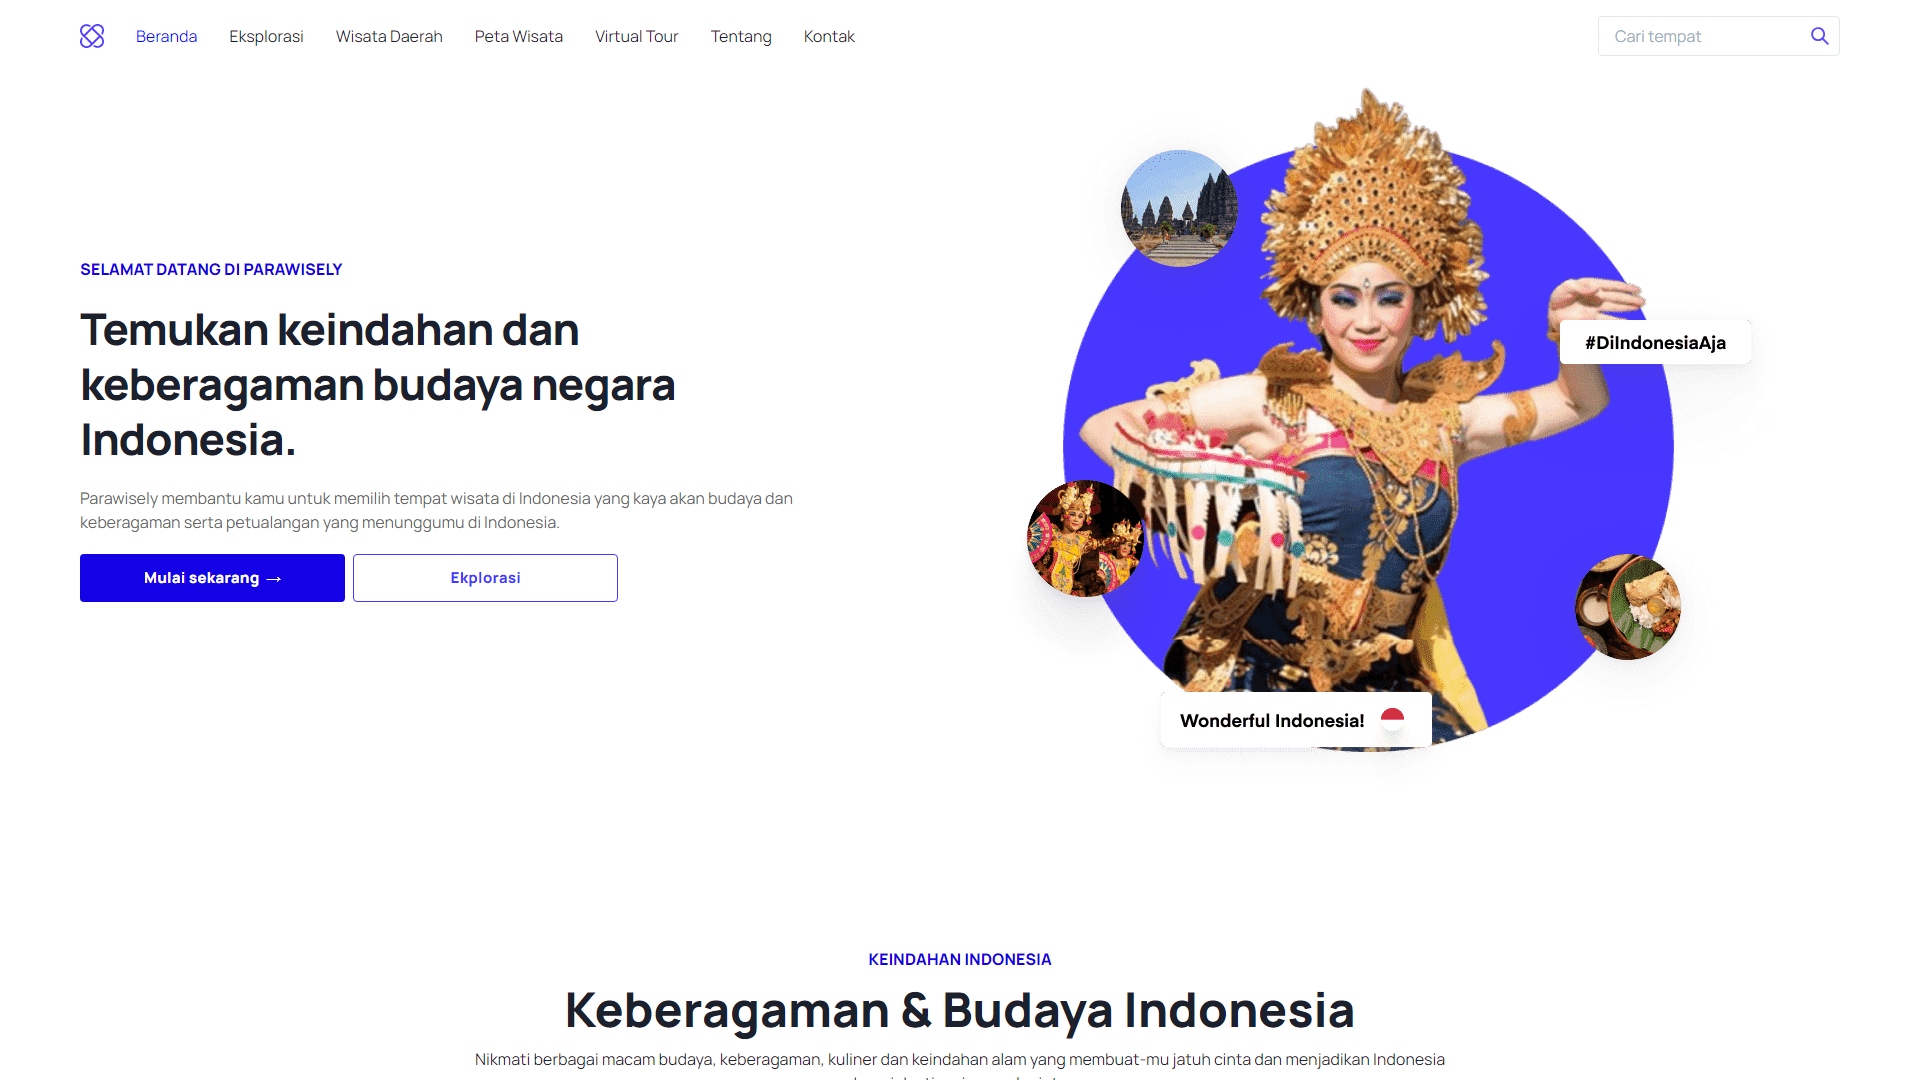 Beranda Eksplorasi Wisata Daerah Peta Wisata Virtual Tour Tentang Kontak Cari tempat
SELAMAT DATANG DI PARAWISELY
Temukan keindahan dan
keberagaman budaya negara
Indonesia.
Parawisely membantu kamu untuk memilih tempat wisata di Indonesia yang kaya akan budaya dan
keberagaman serta petualangan yang menunggumu di Indonesia.
Mulai sekarang →
Ekplorasi
#DiIndonesiaAja
Wonderful Indonesia!
KEINDAHAN INDONESIA
Keberagaman & Budaya Indonesia
Nikmati berbagai macam budaya, keberagaman, kuliner dan keindahan alam yang membuat-mu jatuh cinta dan menjadikan Indonesia